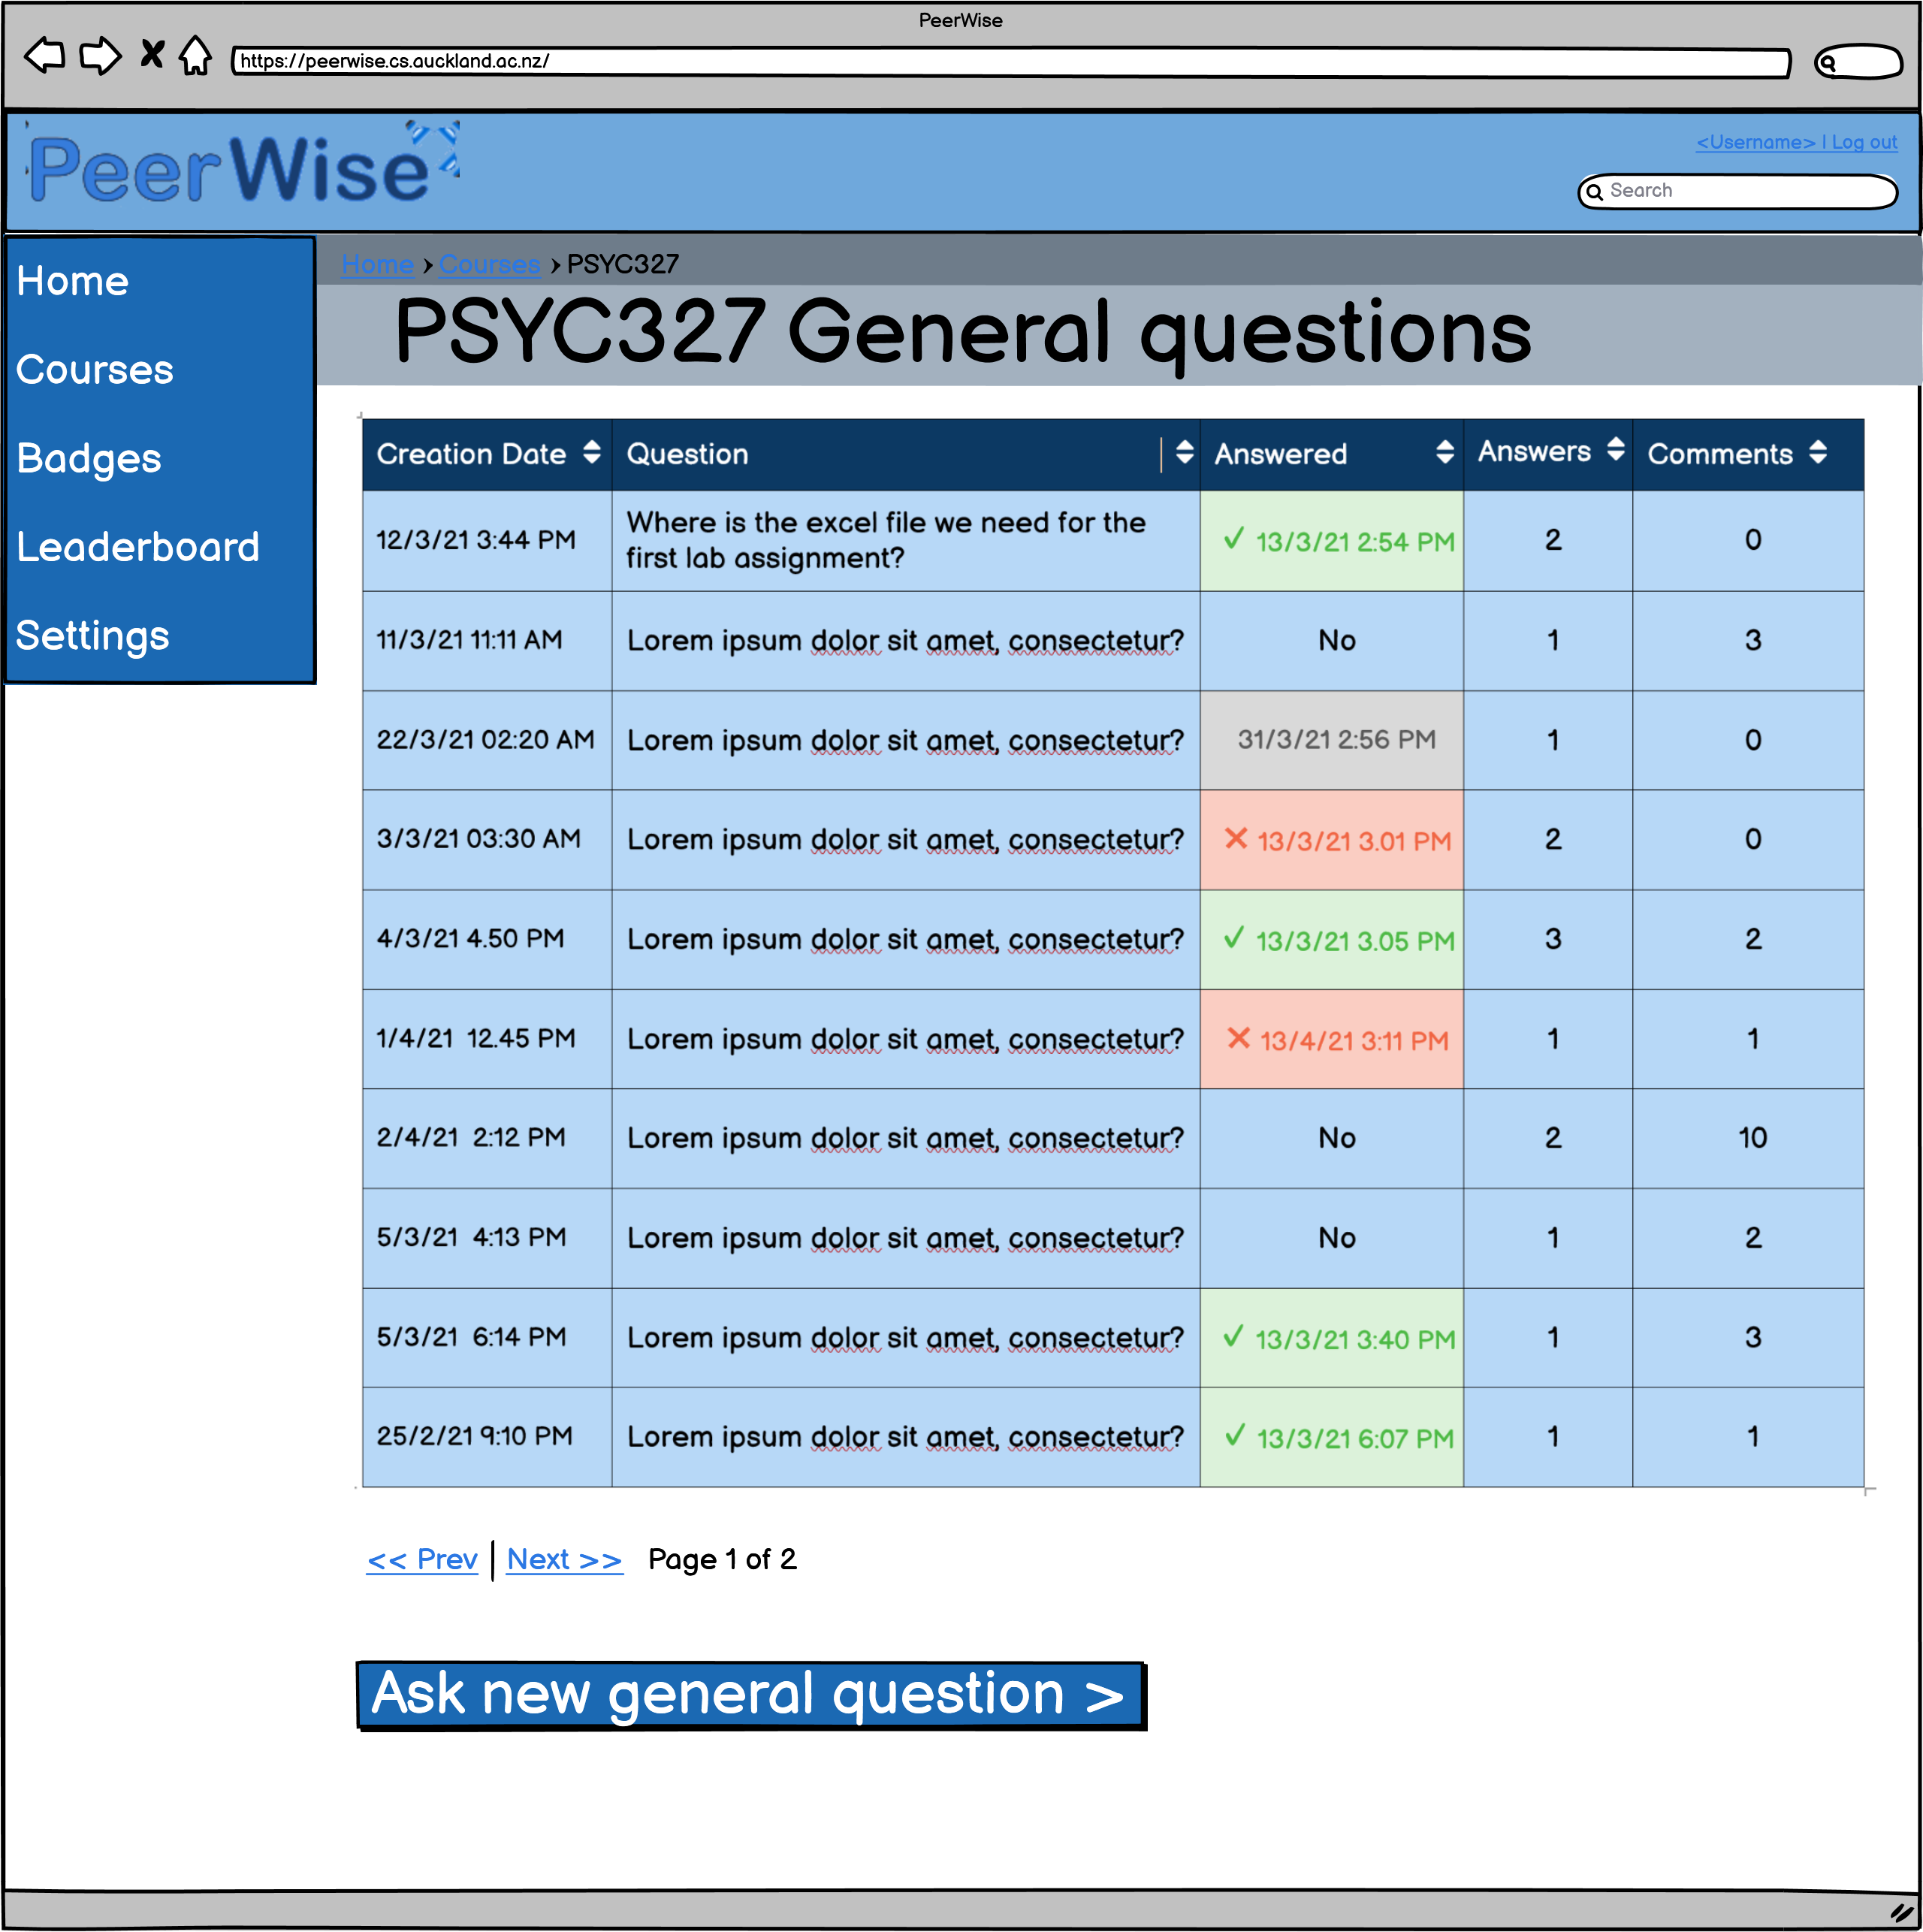 PeerWise
https://peerwise.cs.auckland.ac.nz/
PeerWise
<Username> | Log out
Search
Home
Courses
Badges
Leaderboard
Settings
Home › Courses › PSYC327
PSYC327 General questions
Creation Date Question Answered Answers Comments
12/3/21 3:44 PM Where is the excel file we need for the
first lab assignment? ✓ 13/3/21 2:54 PM 2 0
11/3/21 11:11 AM Lorem ipsum dolor sit amet, consectetur? No 1 3
22/3/21 02:20 AM Lorem ipsum dolor sit amet, consectetur? 31/3/21 2:56 PM 1 0
3/3/21 03:30 AM Lorem ipsum dolor sit amet, consectetur? ✕ 13/3/21 3.01 PM 2 0
4/3/21 4.50 PM Lorem ipsum dolor sit amet, consectetur? ✓ 13/3/21 3.05 PM 3 2
1/4/21 12.45 PM Lorem ipsum dolor sit amet, consectetur? ✕ 13/4/21 3:11 PM 1 1
2/4/21 2:12 PM Lorem ipsum dolor sit amet, consectetur? No 2 10
5/3/21 4:13 PM Lorem ipsum dolor sit amet, consectetur? No 1 2
5/3/21 6:14 PM Lorem ipsum dolor sit amet, consectetur? ✓ 13/3/21 3:40 PM 1 3
25/2/21 9:10 PM Lorem ipsum dolor sit amet, consectetur? ✓ 13/3/21 6:07 PM 1 1
<< Prev | Next >> Page 1 of 2
Ask new general question >